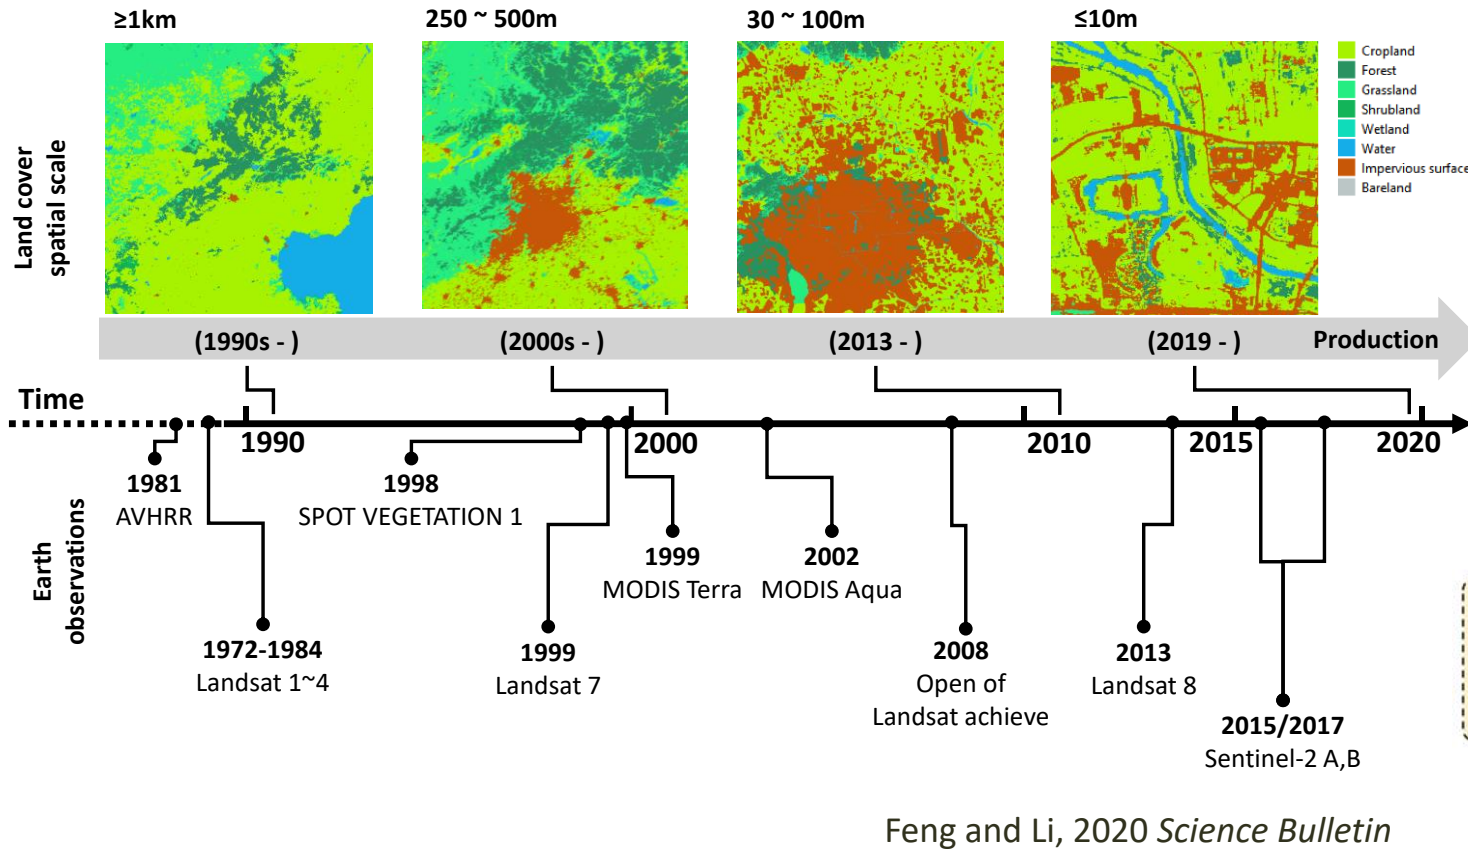 ≥1km
250 ~ 500m
30 ~ 100m
≤10m
Land cover
spatial scale
Cropland
Forest
Grassland
Shrubland
Wetland
Water
Impervious surface
Bareland
(1990s - )
(2000s - )
(2013 - )
(2019 - )
Production
Time
1990
2000
2010
2015
2020
Earth
observations
1981
AVHRR
1998
SPOT VEGETATION 1
1999
MODIS Terra
2002
MODIS Aqua
1972-1984
Landsat 1~4
1999
Landsat 7
2008
Open of
Landsat achieve
2013
Landsat 8
2015/2017
Sentinel-2 A,B
Feng and Li, 2020 Science Bulletin